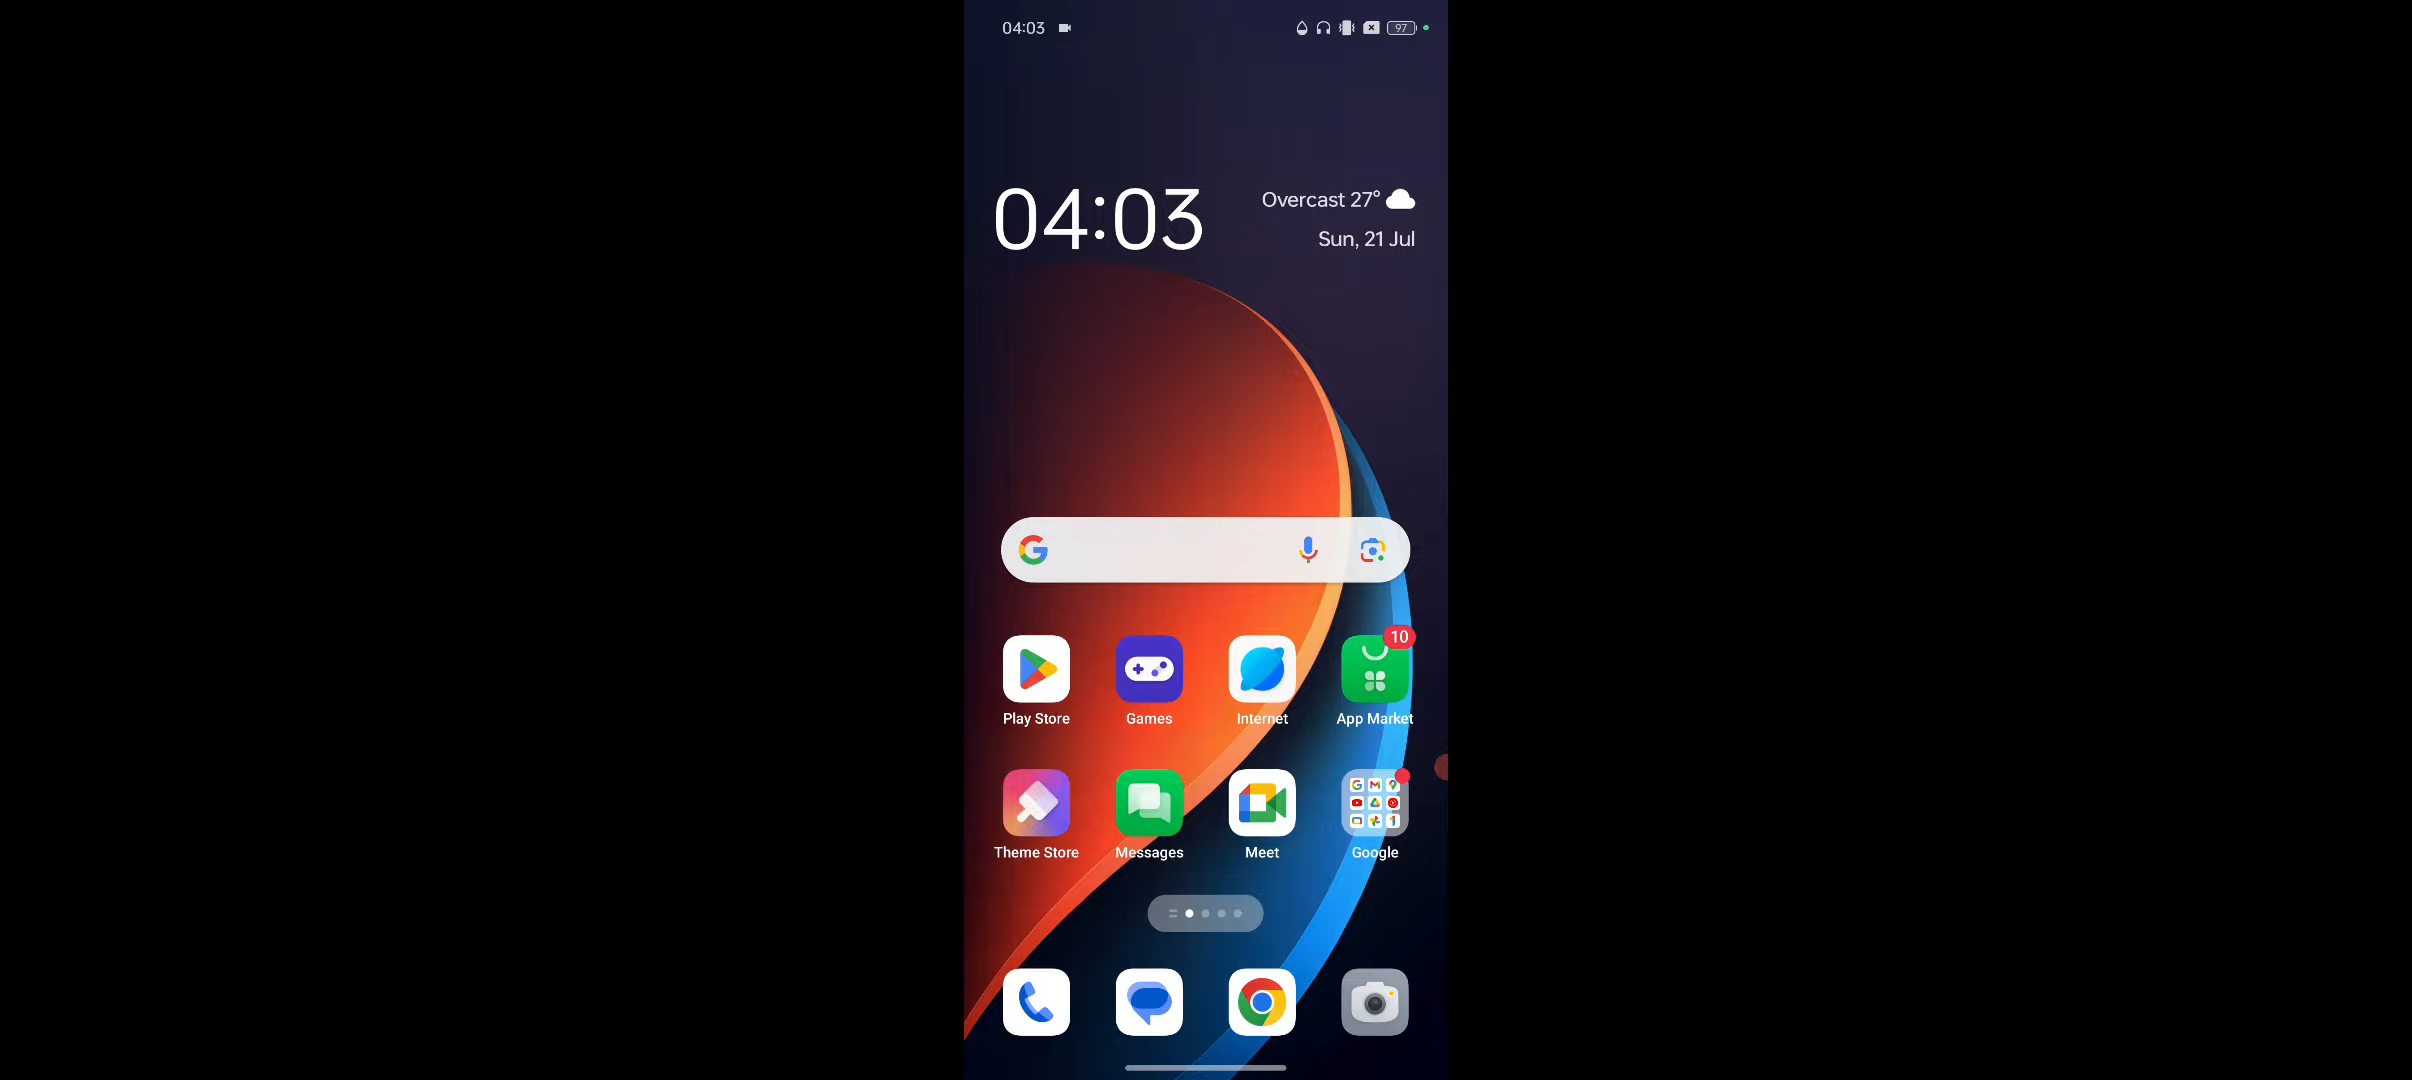 04:03
97
04:03
Overcast 27°
Sun, 21 Jul
10
Play Store
Games
Internet
App Market
Theme Store
Messages
Meet
Google